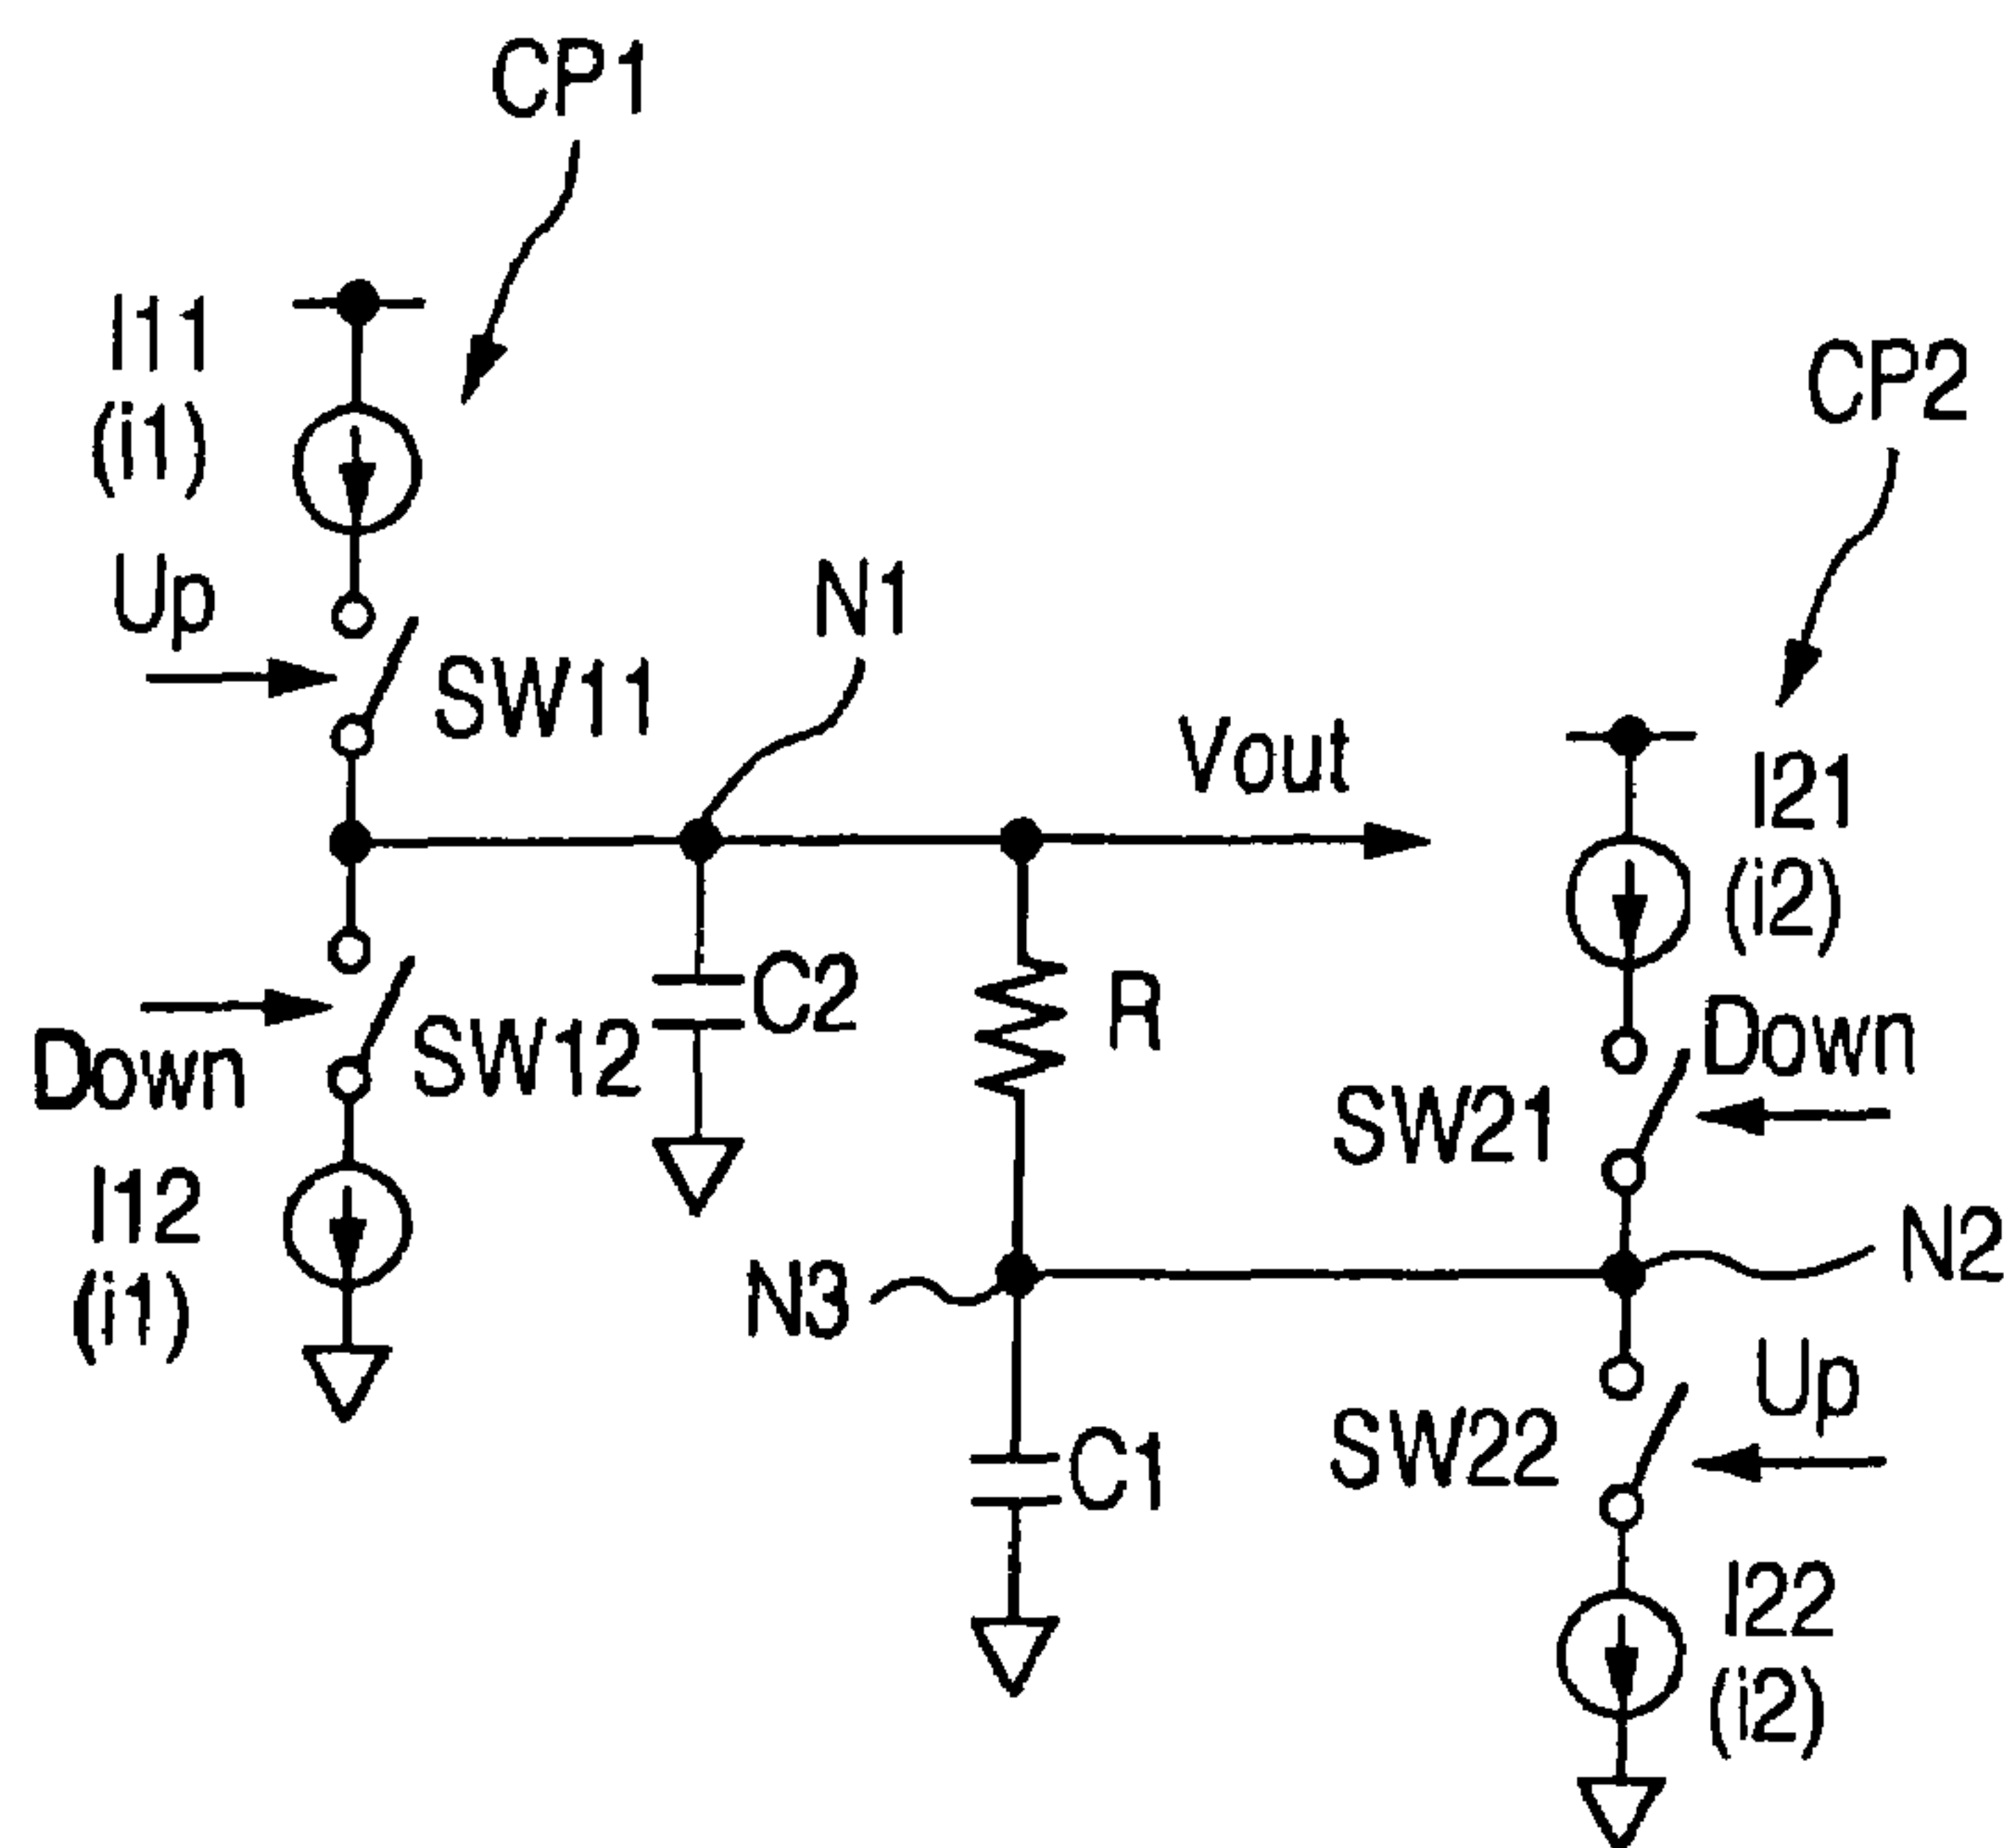 CP1
I11
(i1)
CP2
Up
N1
SW11
Vout
I21
(i2)
C2
R
Down
SW12
Down
SW21
I12
(i1)
N3
N2
Up
SW22
C1
I22
(i2)